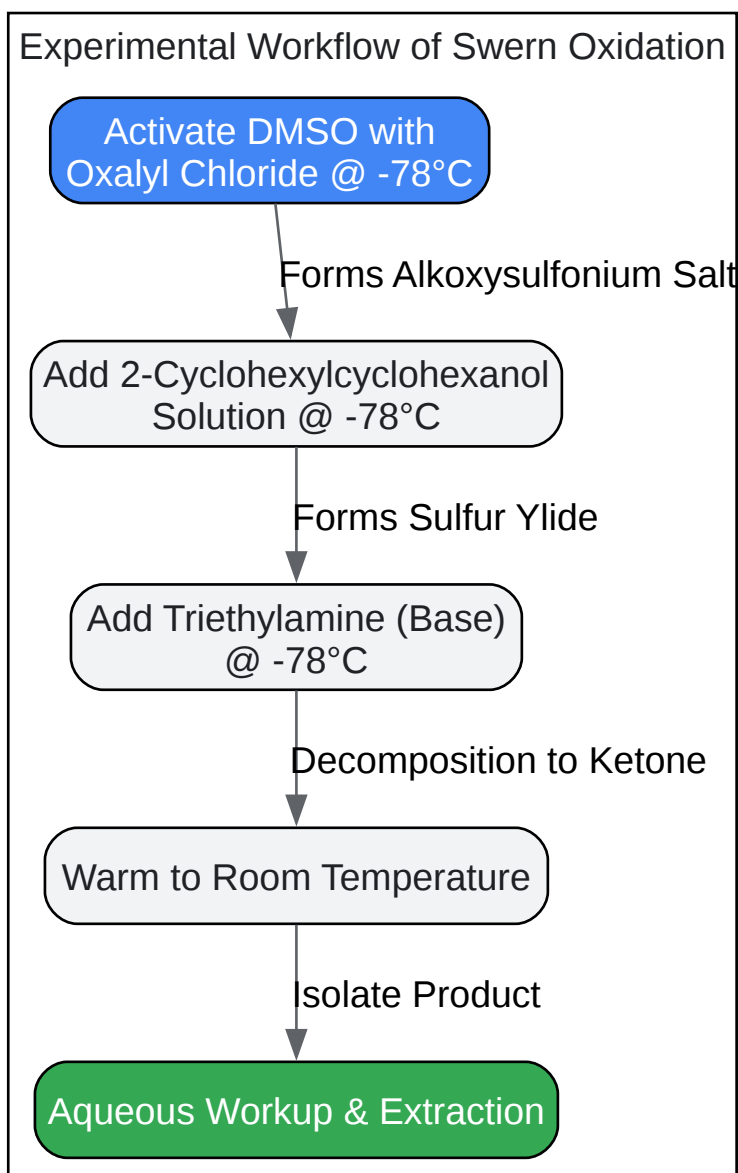 Experimental Workflow of Swern Oxidation
Activate DMSO with
Oxalyl Chloride @ -78°C
Forms Alkoxysulfonium Salt
Add 2-Cyclohexylcyclohexanol
Solution @ -78°C
Forms Sulfur Ylide
Add Triethylamine (Base)
@ -78°C
Decomposition to Ketone
Warm to Room Temperature
Isolate Product
Aqueous Workup & Extraction